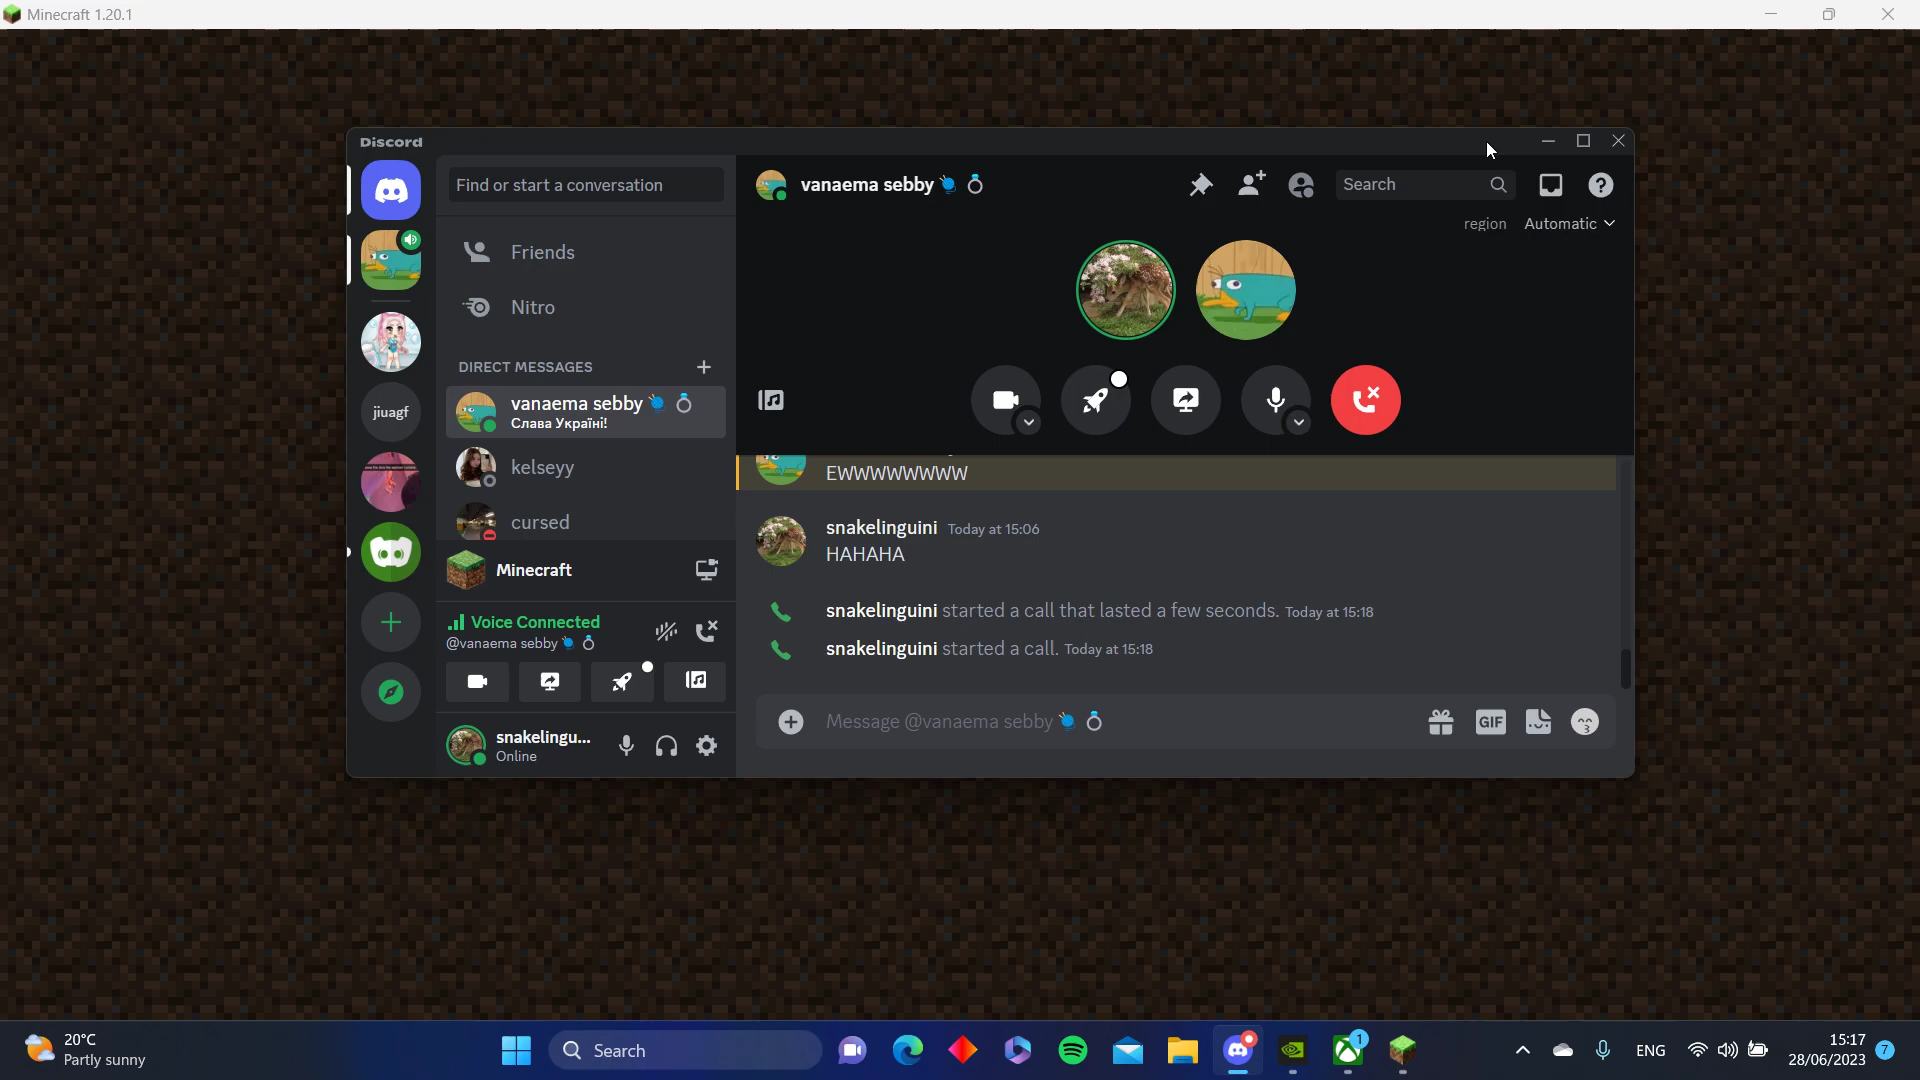 Minecraft 1.20.1
Discord
Find or start a conversation
Friends
Nitro
DIRECT MESSAGES
vanaema sebby
Слава Україні!
kelseyy
cursed
jiuagf
Minecraft
Voice Connected
@vanaema sebby
snakelingu...
Online
vanaema sebby
Search
region Automatic
EWWWWWWWW
snakelinguini Today at 15:06
HAHAHA
snakelinguini started a call that lasted a few seconds. Today at 15:18
snakelinguini started a call. Today at 15:18
Message @vanaema sebby
GIF
20°C
Partly sunny
Search
1
ENG
15:17
28/06/2023
7